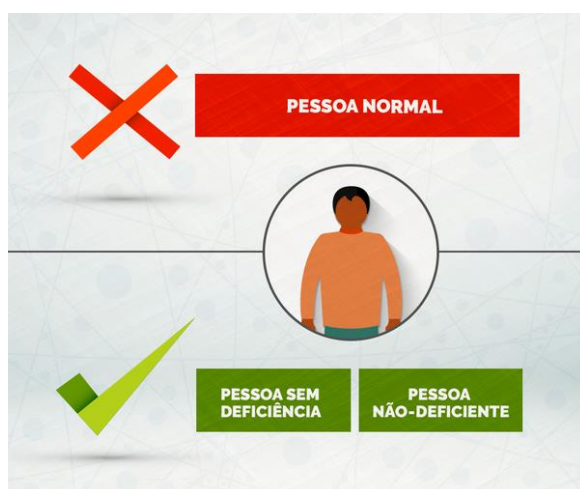 PESSOA NORMAL
PESSOA SEM
DEFICIÊNCIA
PESSOA
NÃO-DEFICIENTE